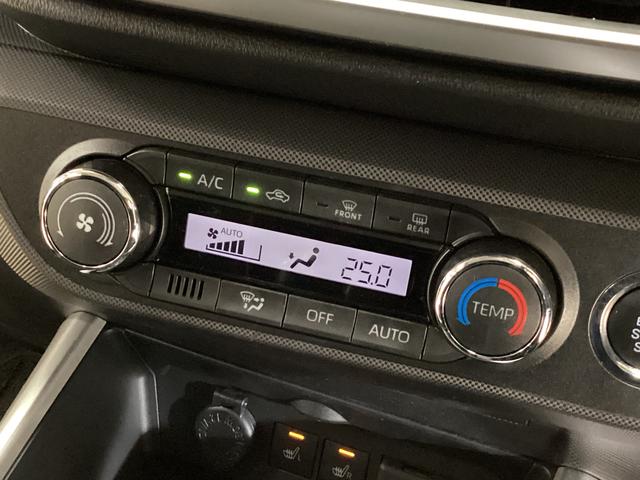 A/C
FRONT
REAR
AUTO
25.0
TEMP
OFF
AUTO
L
R